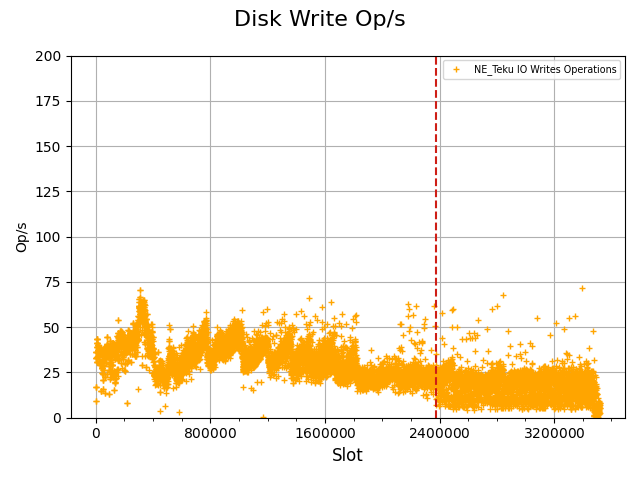 Disk Write Op/s
NE_Teku IO Writes Operations
Op/s
200
175
150
125
100
75
50
25
0
0 800000 1600000 2400000 3200000
Slot